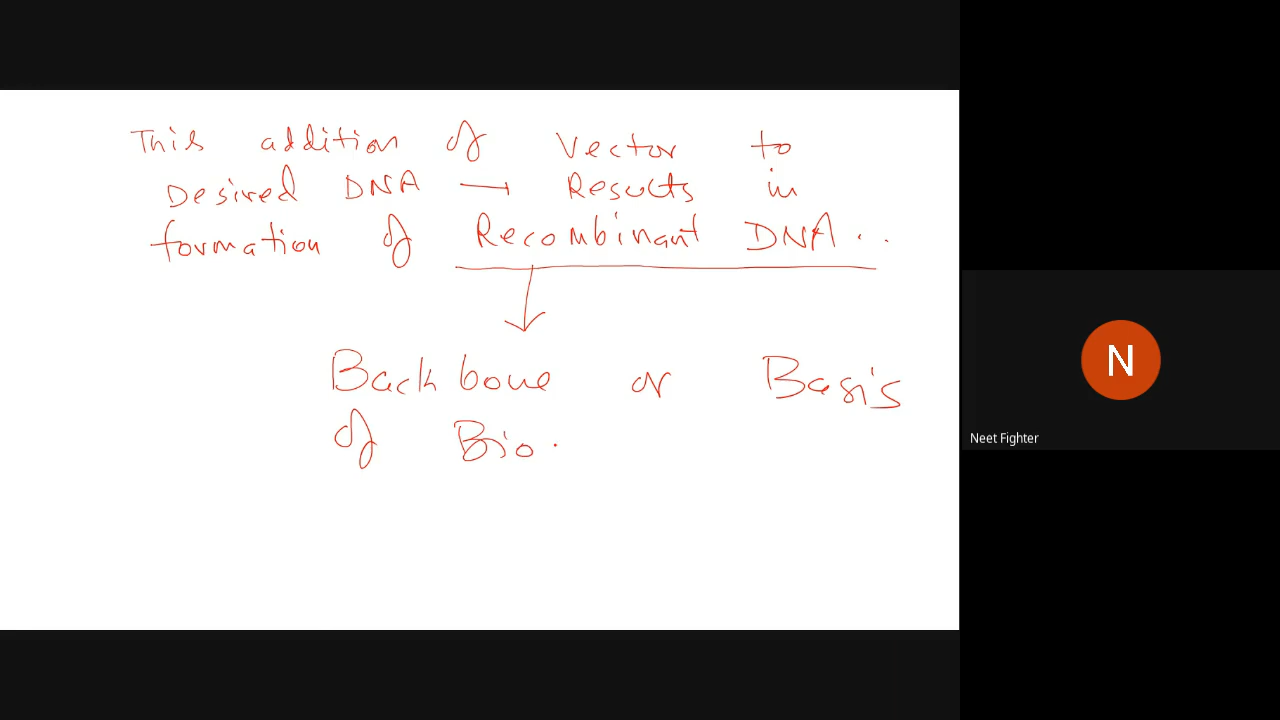 This addition of Vector to
Desired DNA → Results in
formation of Recombinant DNA . .
Backbone or Basis
of Bio.
N
Neet Fighter